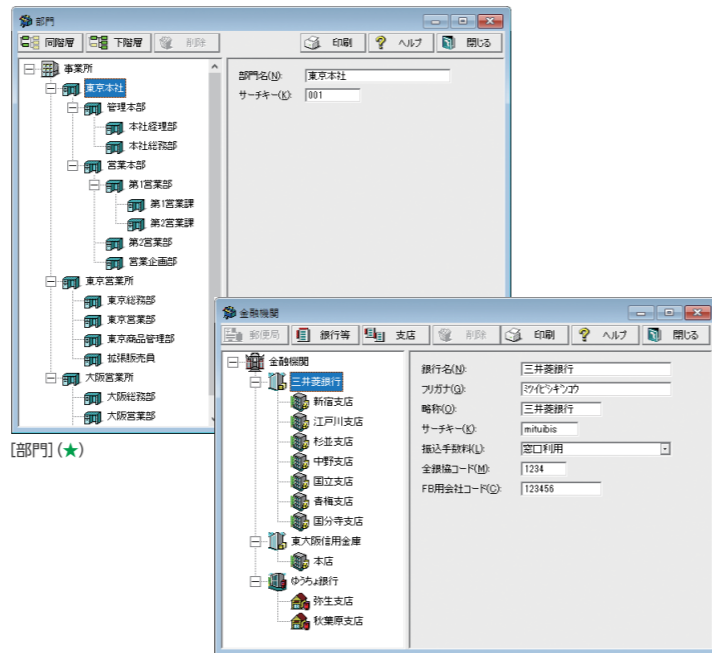 部門
同階層 下階層 削除 印刷 ヘルプ 閉じる
事業所
東京本社
管理本部
本社経理部
本社総務部
営業本部
第1営業部
第1営業課
第2営業課
第2営業部
営業企画部
東京営業所
東京総務部
東京営業部
東京商品管理部
拡張販売員
大阪営業所
大阪総務部
大阪営業部
部門名(N): 東京本社
サーチキー(K): 001
[部門] (★)
金融機関
郵便局 銀行等 支店 削除 印刷 ヘルプ 閉じる
金融機関
三井菱銀行
新宿支店
江戸川支店
杉並支店
中野支店
国立支店
青梅支店
国分寺支店
東大阪信用金庫
本店
ゆうちょ銀行
弥生支店
秋葉原支店
銀行名(N): 三井菱銀行
フリガナ(G): ミツイビシギンコウ
略称(O): 三井菱銀行
サーチキー(K): mituibis
振込手数料(L): 窓口利用
全銀協コード(M): 1234
FB用会社コード(C): 123456